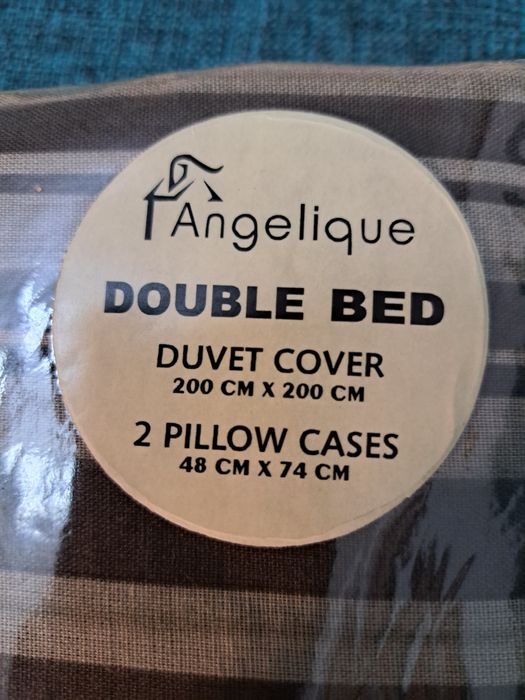 Angelique
DOUBLE BED
DUVET COVER
200 CM X 200 CM
2 PILLOW CASES
48 CM X 74 CM